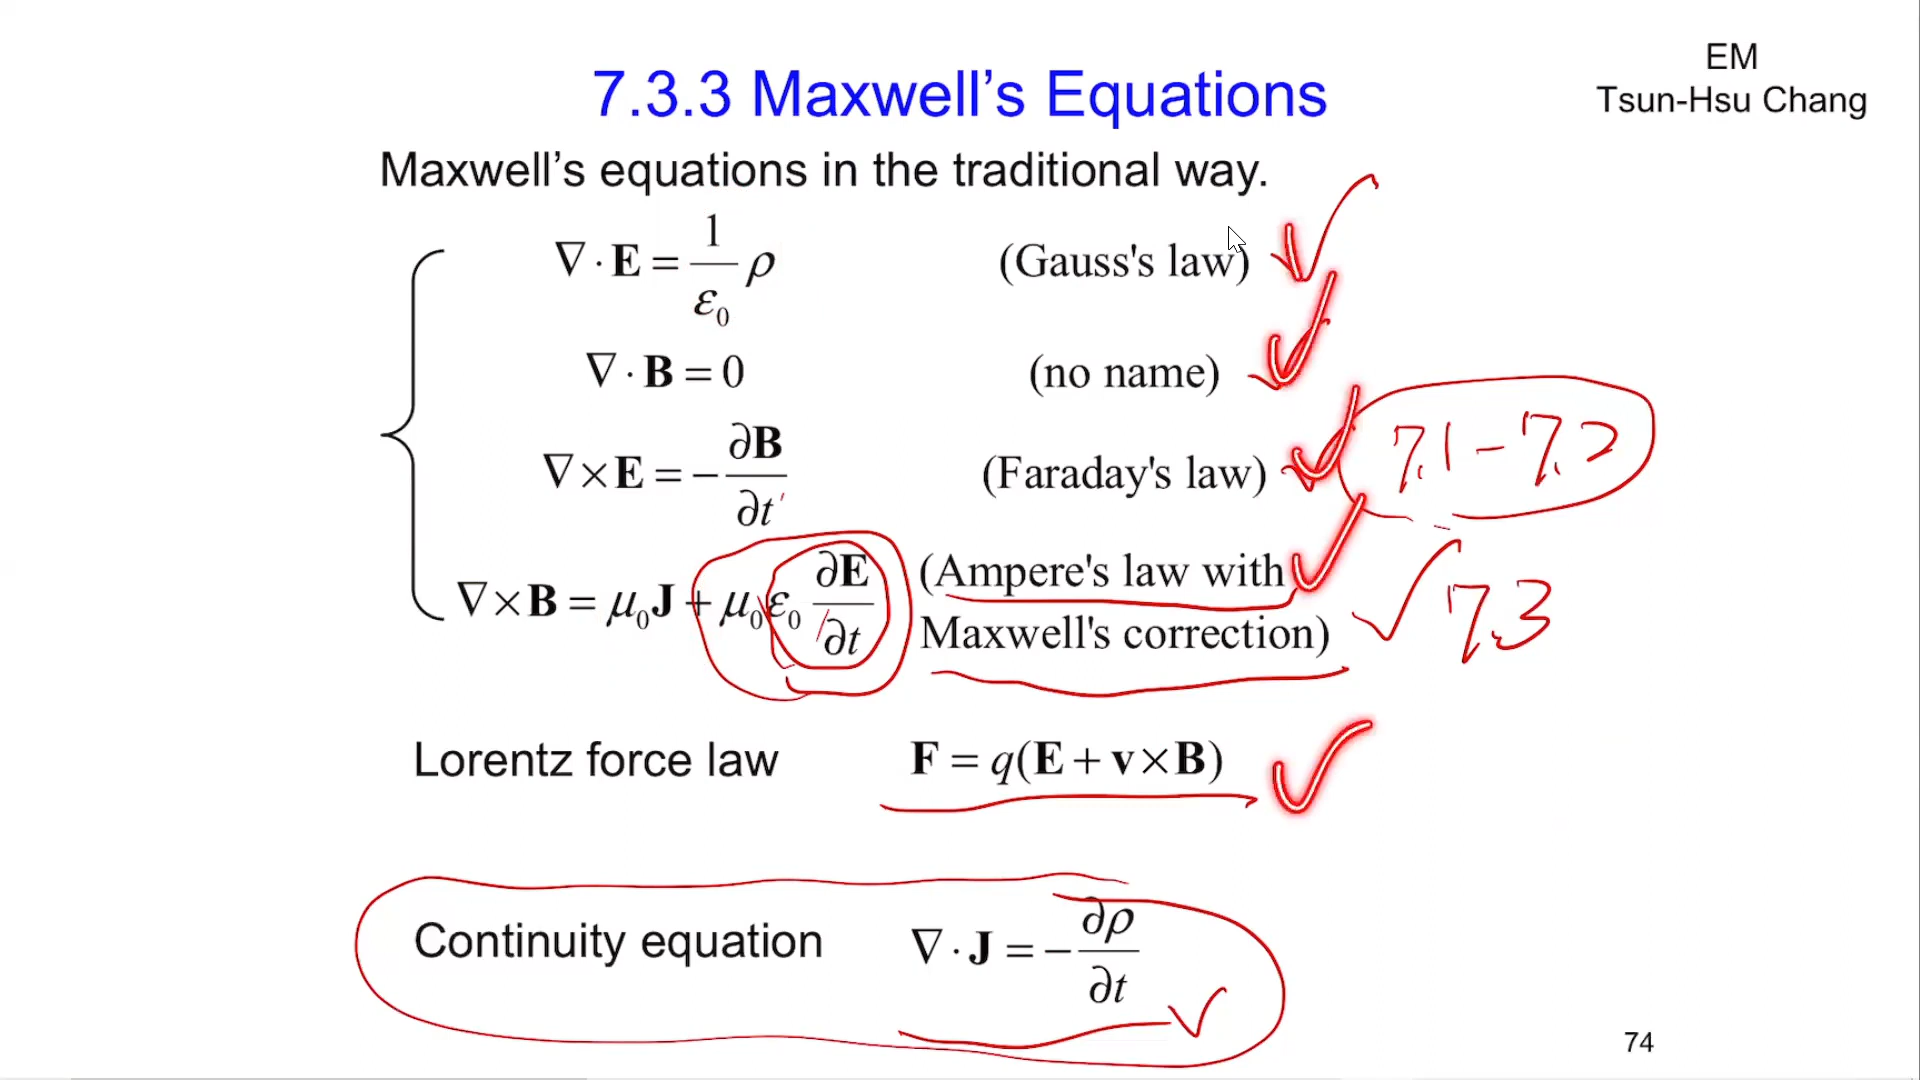 EM
Tsun-Hsu Chang
7.3.3 Maxwell’s Equations
Maxwell’s equations in the traditional way.
∇ · E = 1/ε₀ ρ (Gauss's law)
∇ · B = 0 (no name)
∇ × E = − ∂B/∂t (Faraday's law)
7.1 – 7.2
∇ × B = μ₀J + μ₀ε₀ ∂E/∂t (Ampere's law with
Maxwell's correction)
7.3
Lorentz force law F = q(E + v × B)
Continuity equation ∇ · J = − ∂ρ/∂t
74